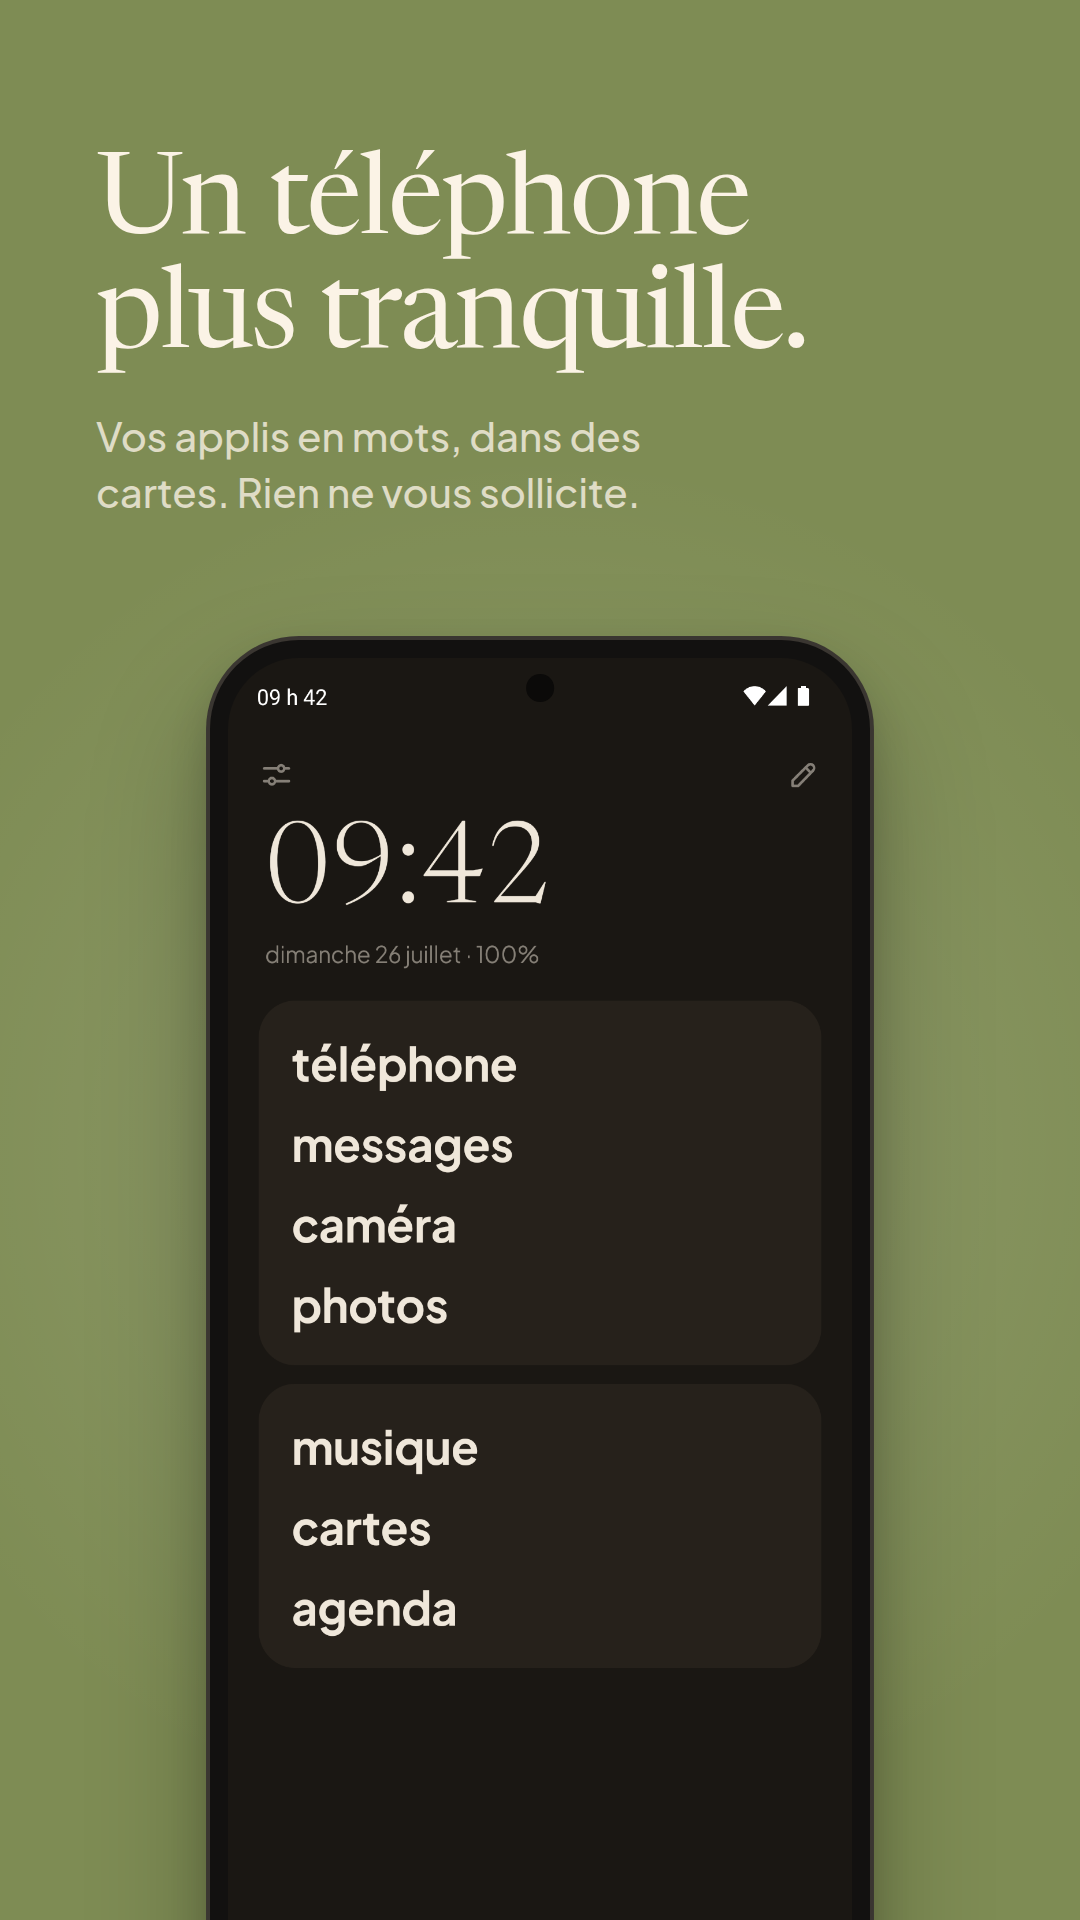 Un téléphone
plus tranquille.
Vos applis en mots, dans des
cartes. Rien ne vous sollicite.
09 h 42
09:42
dimanche 26 juillet · 100%
téléphone
messages
caméra
photos
musique
cartes
agenda